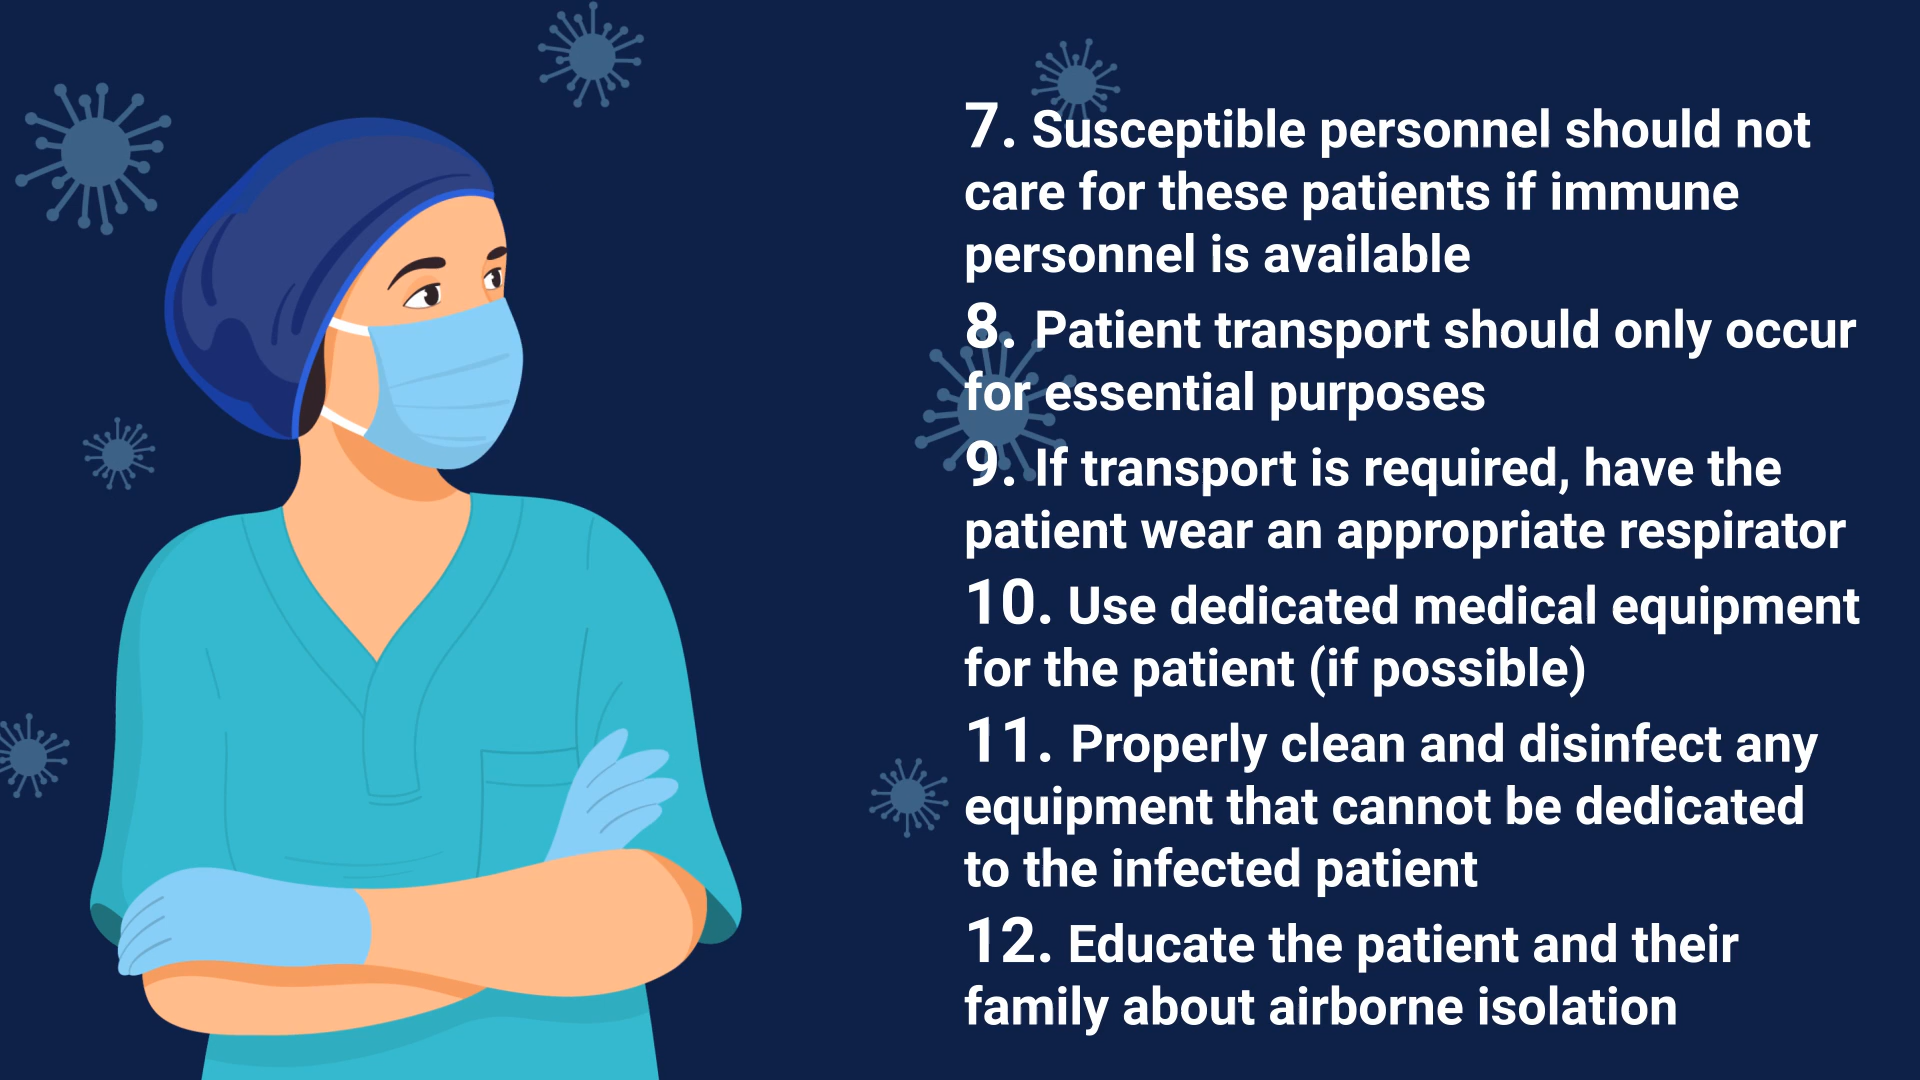 7. Susceptible personnel should not
care for these patients if immune
personnel is available
8. Patient transport should only occur
for essential purposes
9. If transport is required, have the
patient wear an appropriate respirator
10. Use dedicated medical equipment
for the patient (if possible)
11. Properly clean and disinfect any
equipment that cannot be dedicated
to the infected patient
12. Educate the patient and their
family about airborne isolation